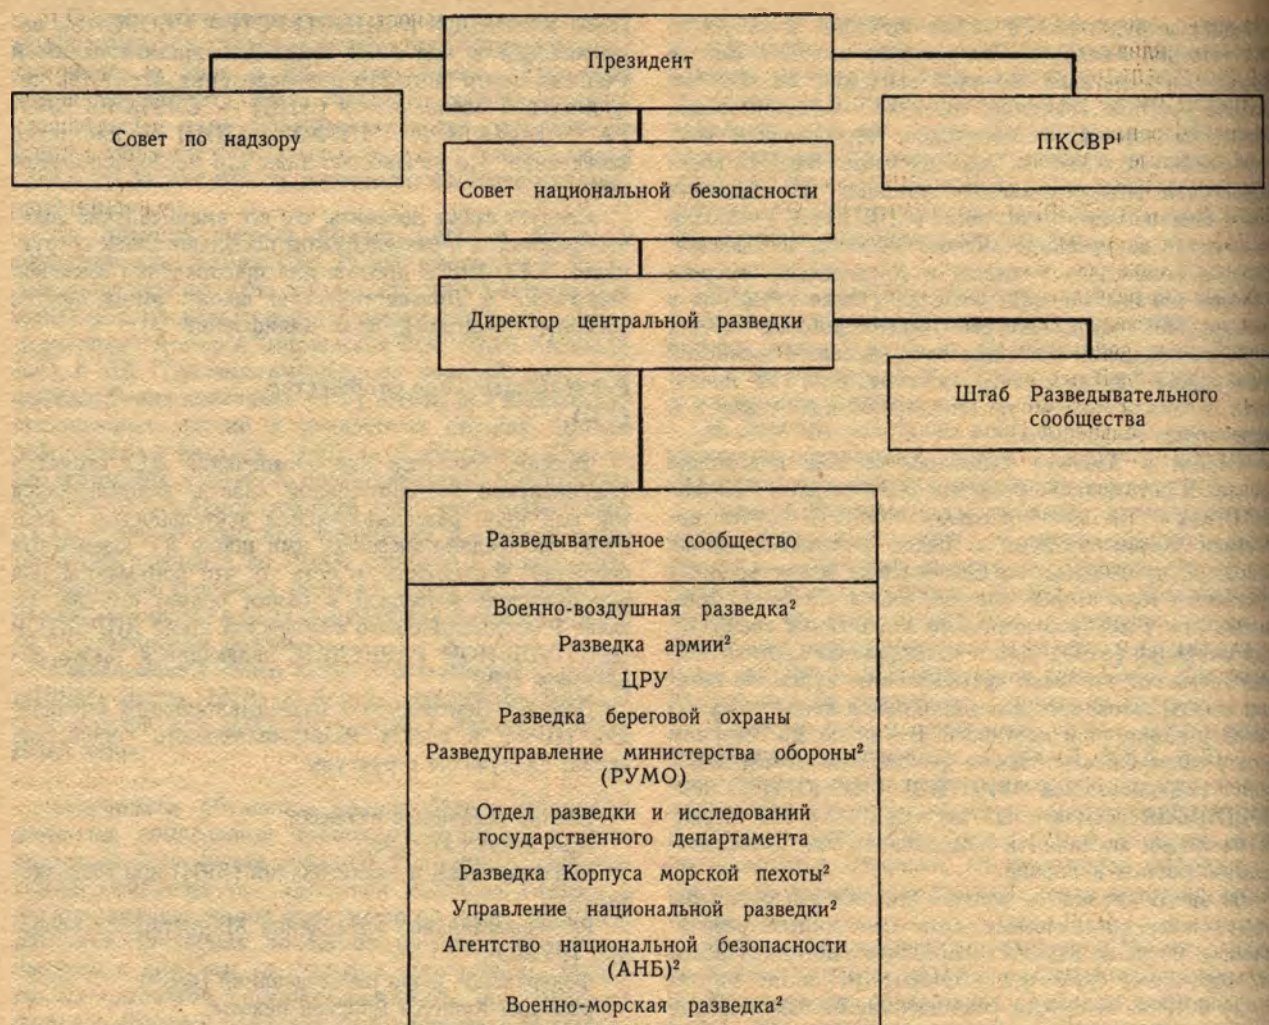 Президент
Совет по надзору
ПКСВР¹
Совет национальной безопасности
Директор центральной разведки
Штаб Разведывательного
сообщества
Разведывательное сообщество
Военно-воздушная разведка²
Разведка армии²
ЦРУ
Разведка береговой охраны
Разведуправление министерства обороны²
(РУМО)
Отдел разведки и исследований
государственного департамента
Разведка Корпуса морской пехоты²
Управление национальной разведки²
Агентство национальной безопасности
(АНБ)²
Военно-морская разведка²